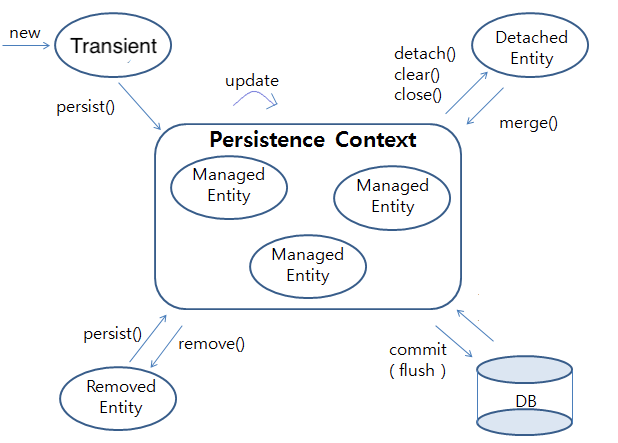 new
Transient
persist()
update
detach()
clear()
close()
Detached
Entity
merge()
Persistence Context
Managed
Entity
Managed
Entity
Managed
Entity
persist()
remove()
Removed
Entity
commit
( flush )
DB